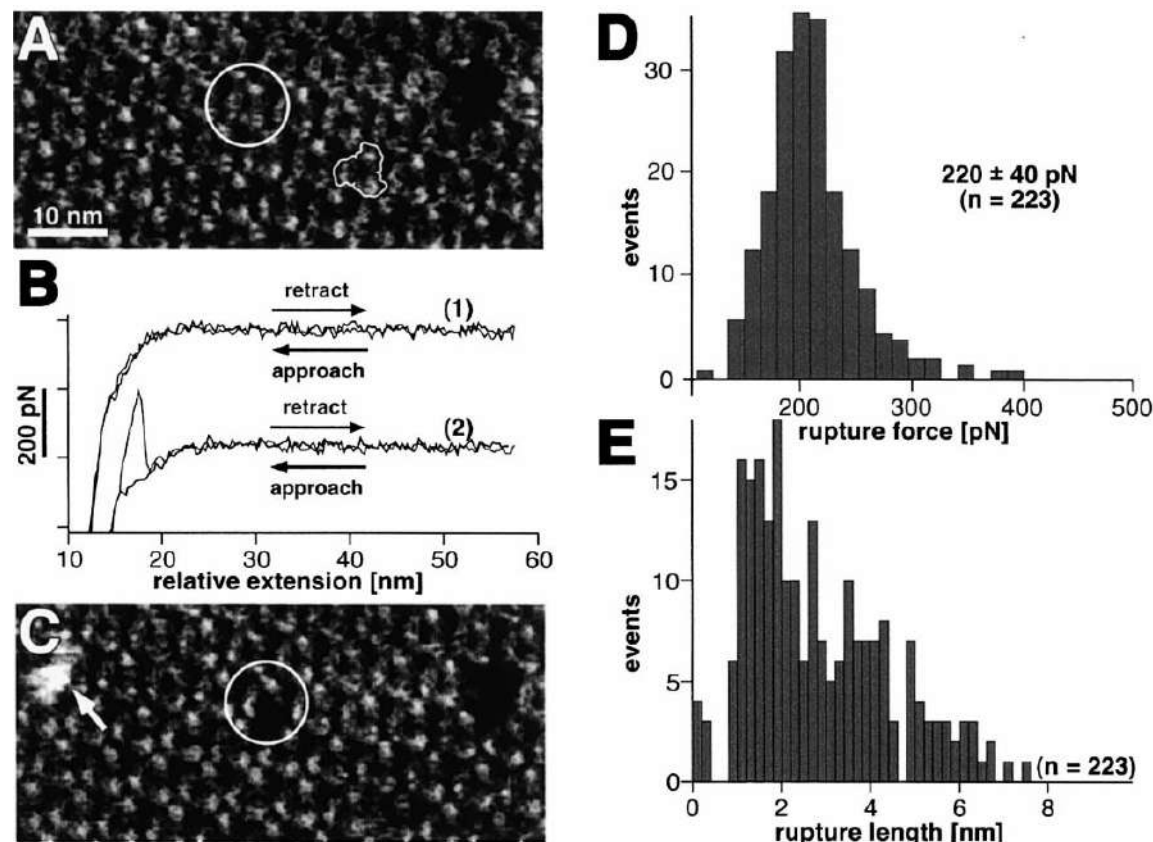 A
10 nm
B
retract
(1)
approach
200 pN
retract
(2)
approach
10 20 30 40 50 60
relative extension [nm]
C
D
30
20
10
0
events
220 ± 40 pN
(n = 223)
200 300 400 500
rupture force [pN]
E
15
10
5
0
events
(n = 223)
0 2 4 6 8
rupture length [nm]